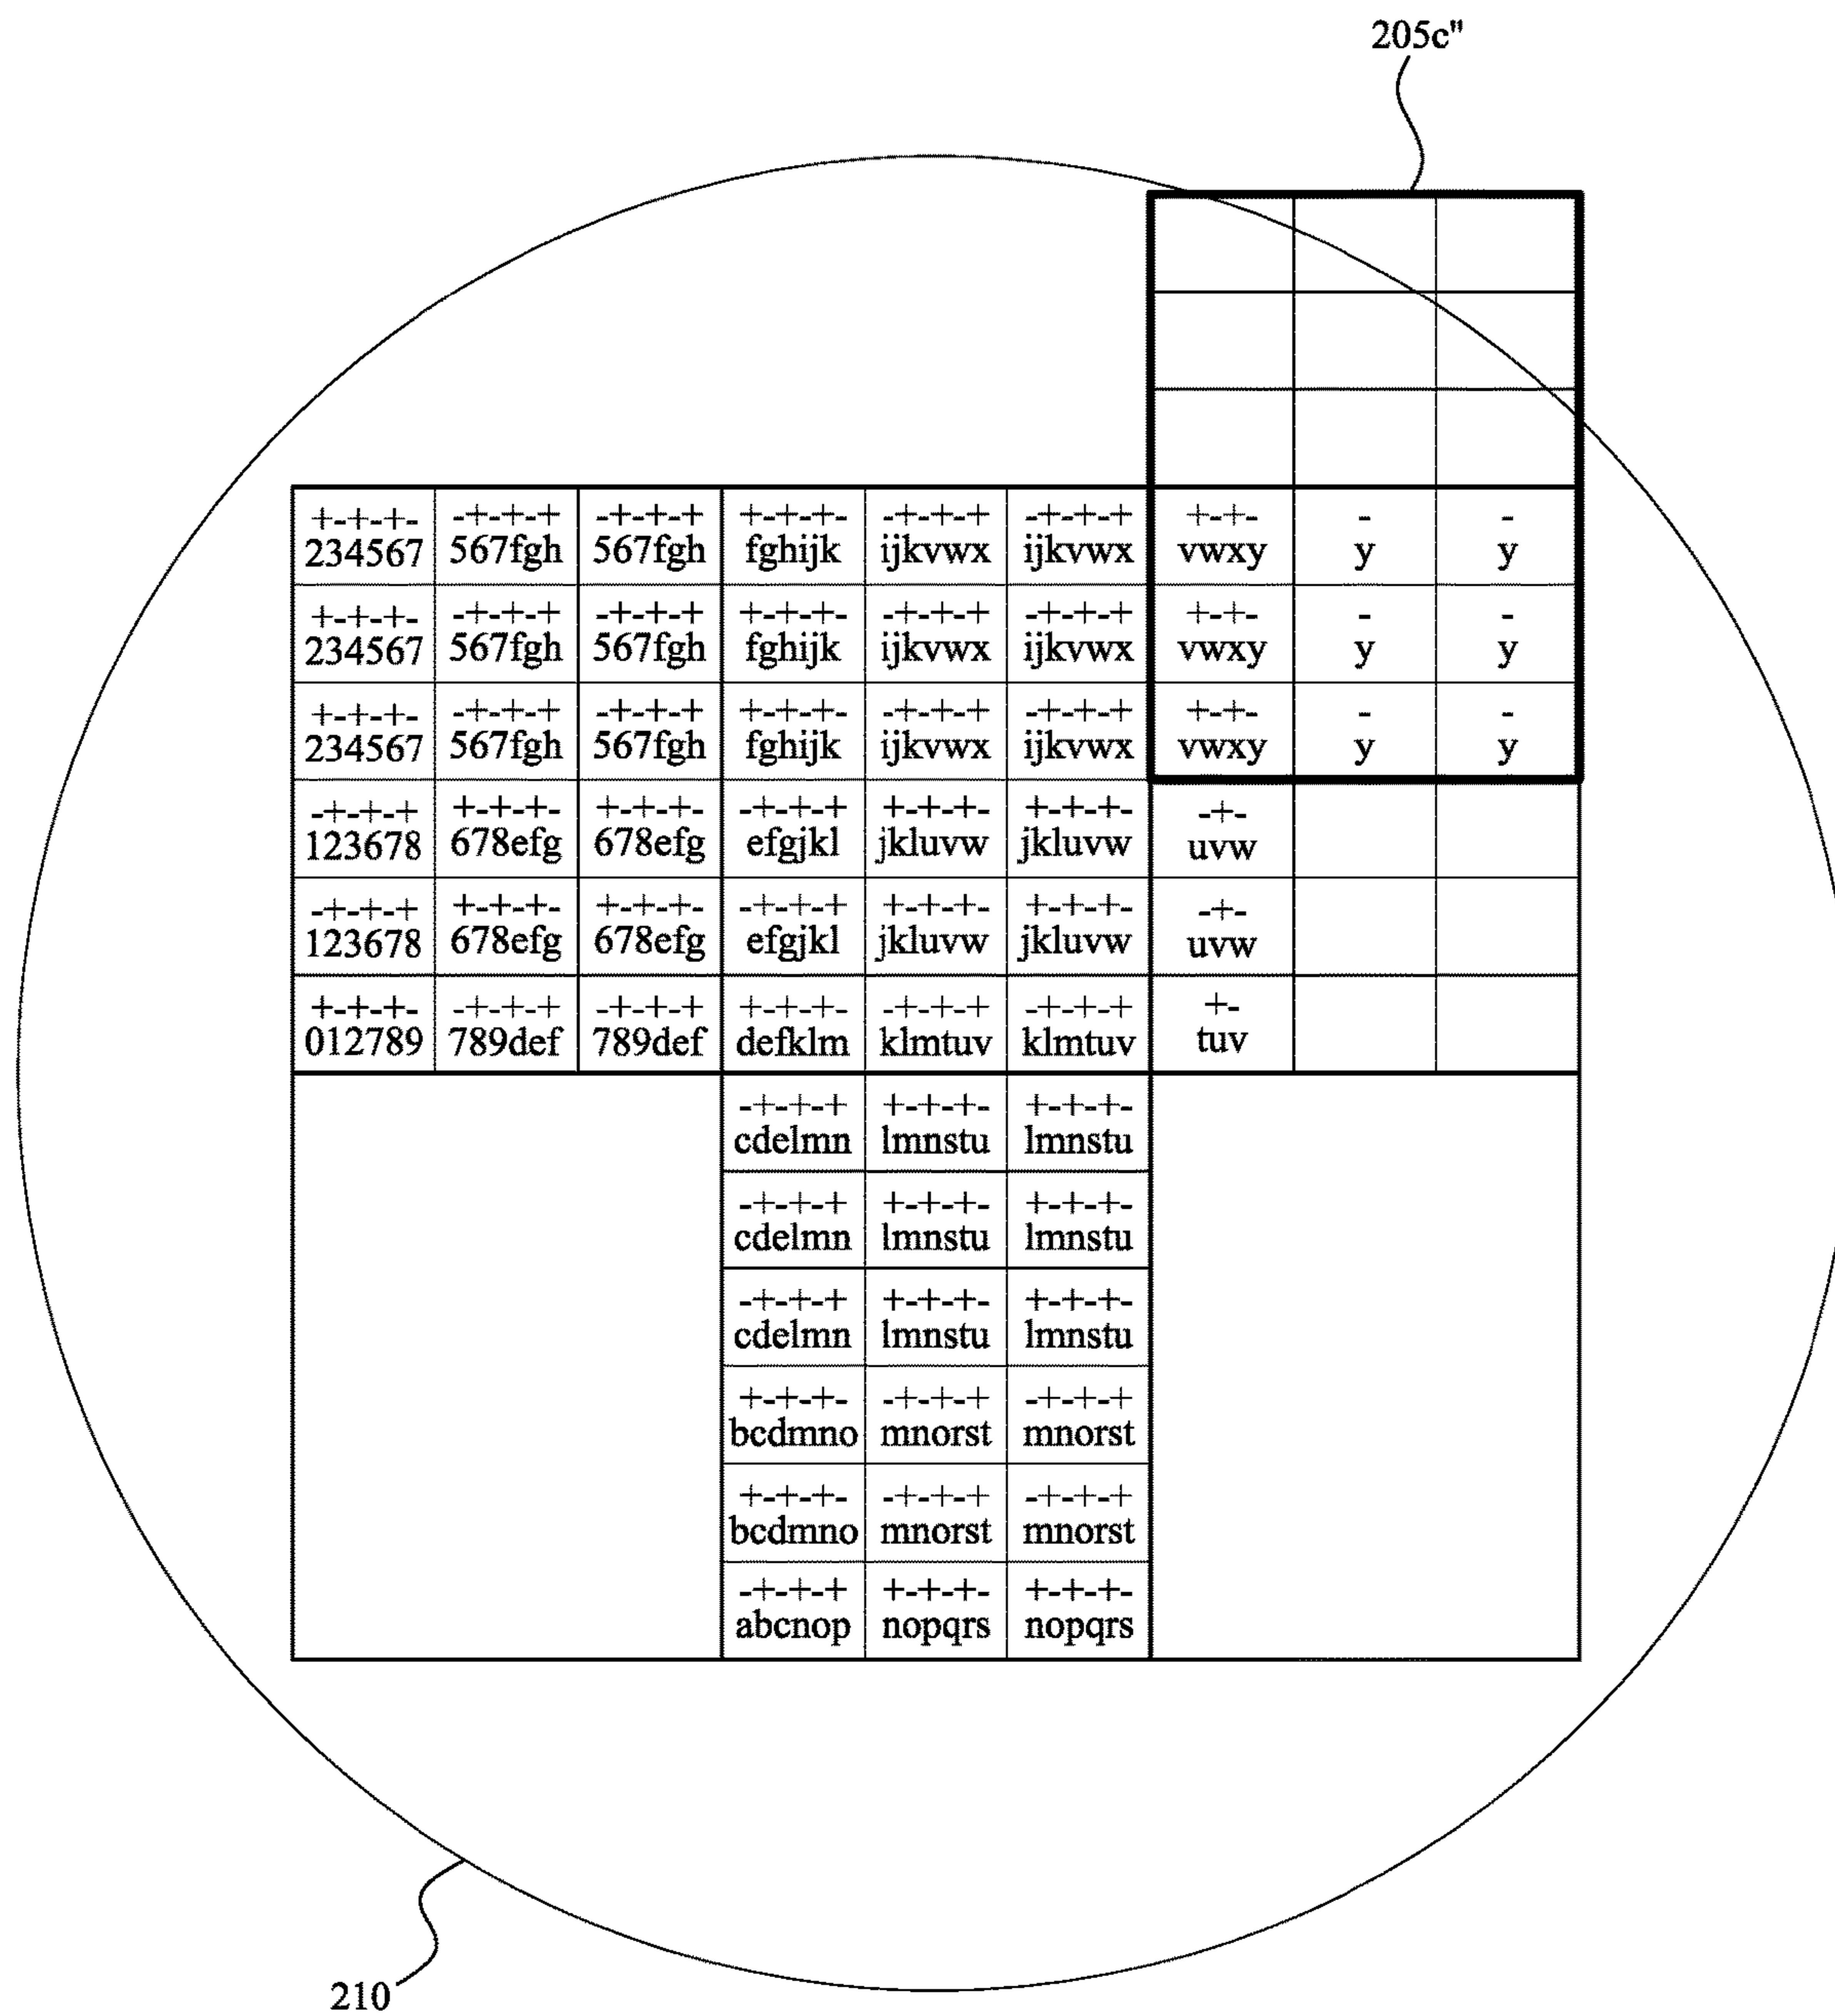 205c"
+-+-+- -+-+-+ -+-+-+ +-+-+- -+-+-+ -+-+-+ +-+- - -
234567 567fgh 567fgh fghijk ijkvwx ijkvwx vwxy y y
+-+-+- -+-+-+ -+-+-+ +-+-+- -+-+-+ -+-+-+ +-+- - -
234567 567fgh 567fgh fghijk ijkvwx ijkvwx vwxy y y
+-+-+- -+-+-+ -+-+-+ +-+-+- -+-+-+ -+-+-+ +-+- - -
234567 567fgh 567fgh fghijk ijkvwx ijkvwx vwxy y y
-+-+-+ +-+-+- +-+-+- -+-+-+ +-+-+- +-+-+- -+-
123678 678efg 678efg efgjkl jkluvw jkluvw uvw
-+-+-+ +-+-+- +-+-+- -+-+-+ +-+-+- +-+-+- -+-
123678 678efg 678efg efgjkl jkluvw jkluvw uvw
+-+-+- -+-+-+ -+-+-+ +-+-+- -+-+-+ -+-+-+ +-
012789 789def 789def defklm klmtuv klmtuv tuv
-+-+-+ +-+-+- +-+-+-
cdelmn lmnstu lmnstu
-+-+-+ +-+-+- +-+-+-
cdelmn lmnstu lmnstu
-+-+-+ +-+-+- +-+-+-
cdelmn lmnstu lmnstu
+-+-+- -+-+-+ -+-+-+
bcdmno mnorst mnorst
+-+-+- -+-+-+ -+-+-+
bcdmno mnorst mnorst
-+-+-+ +-+-+- +-+-+-
abcnop nopqrs nopqrs
210